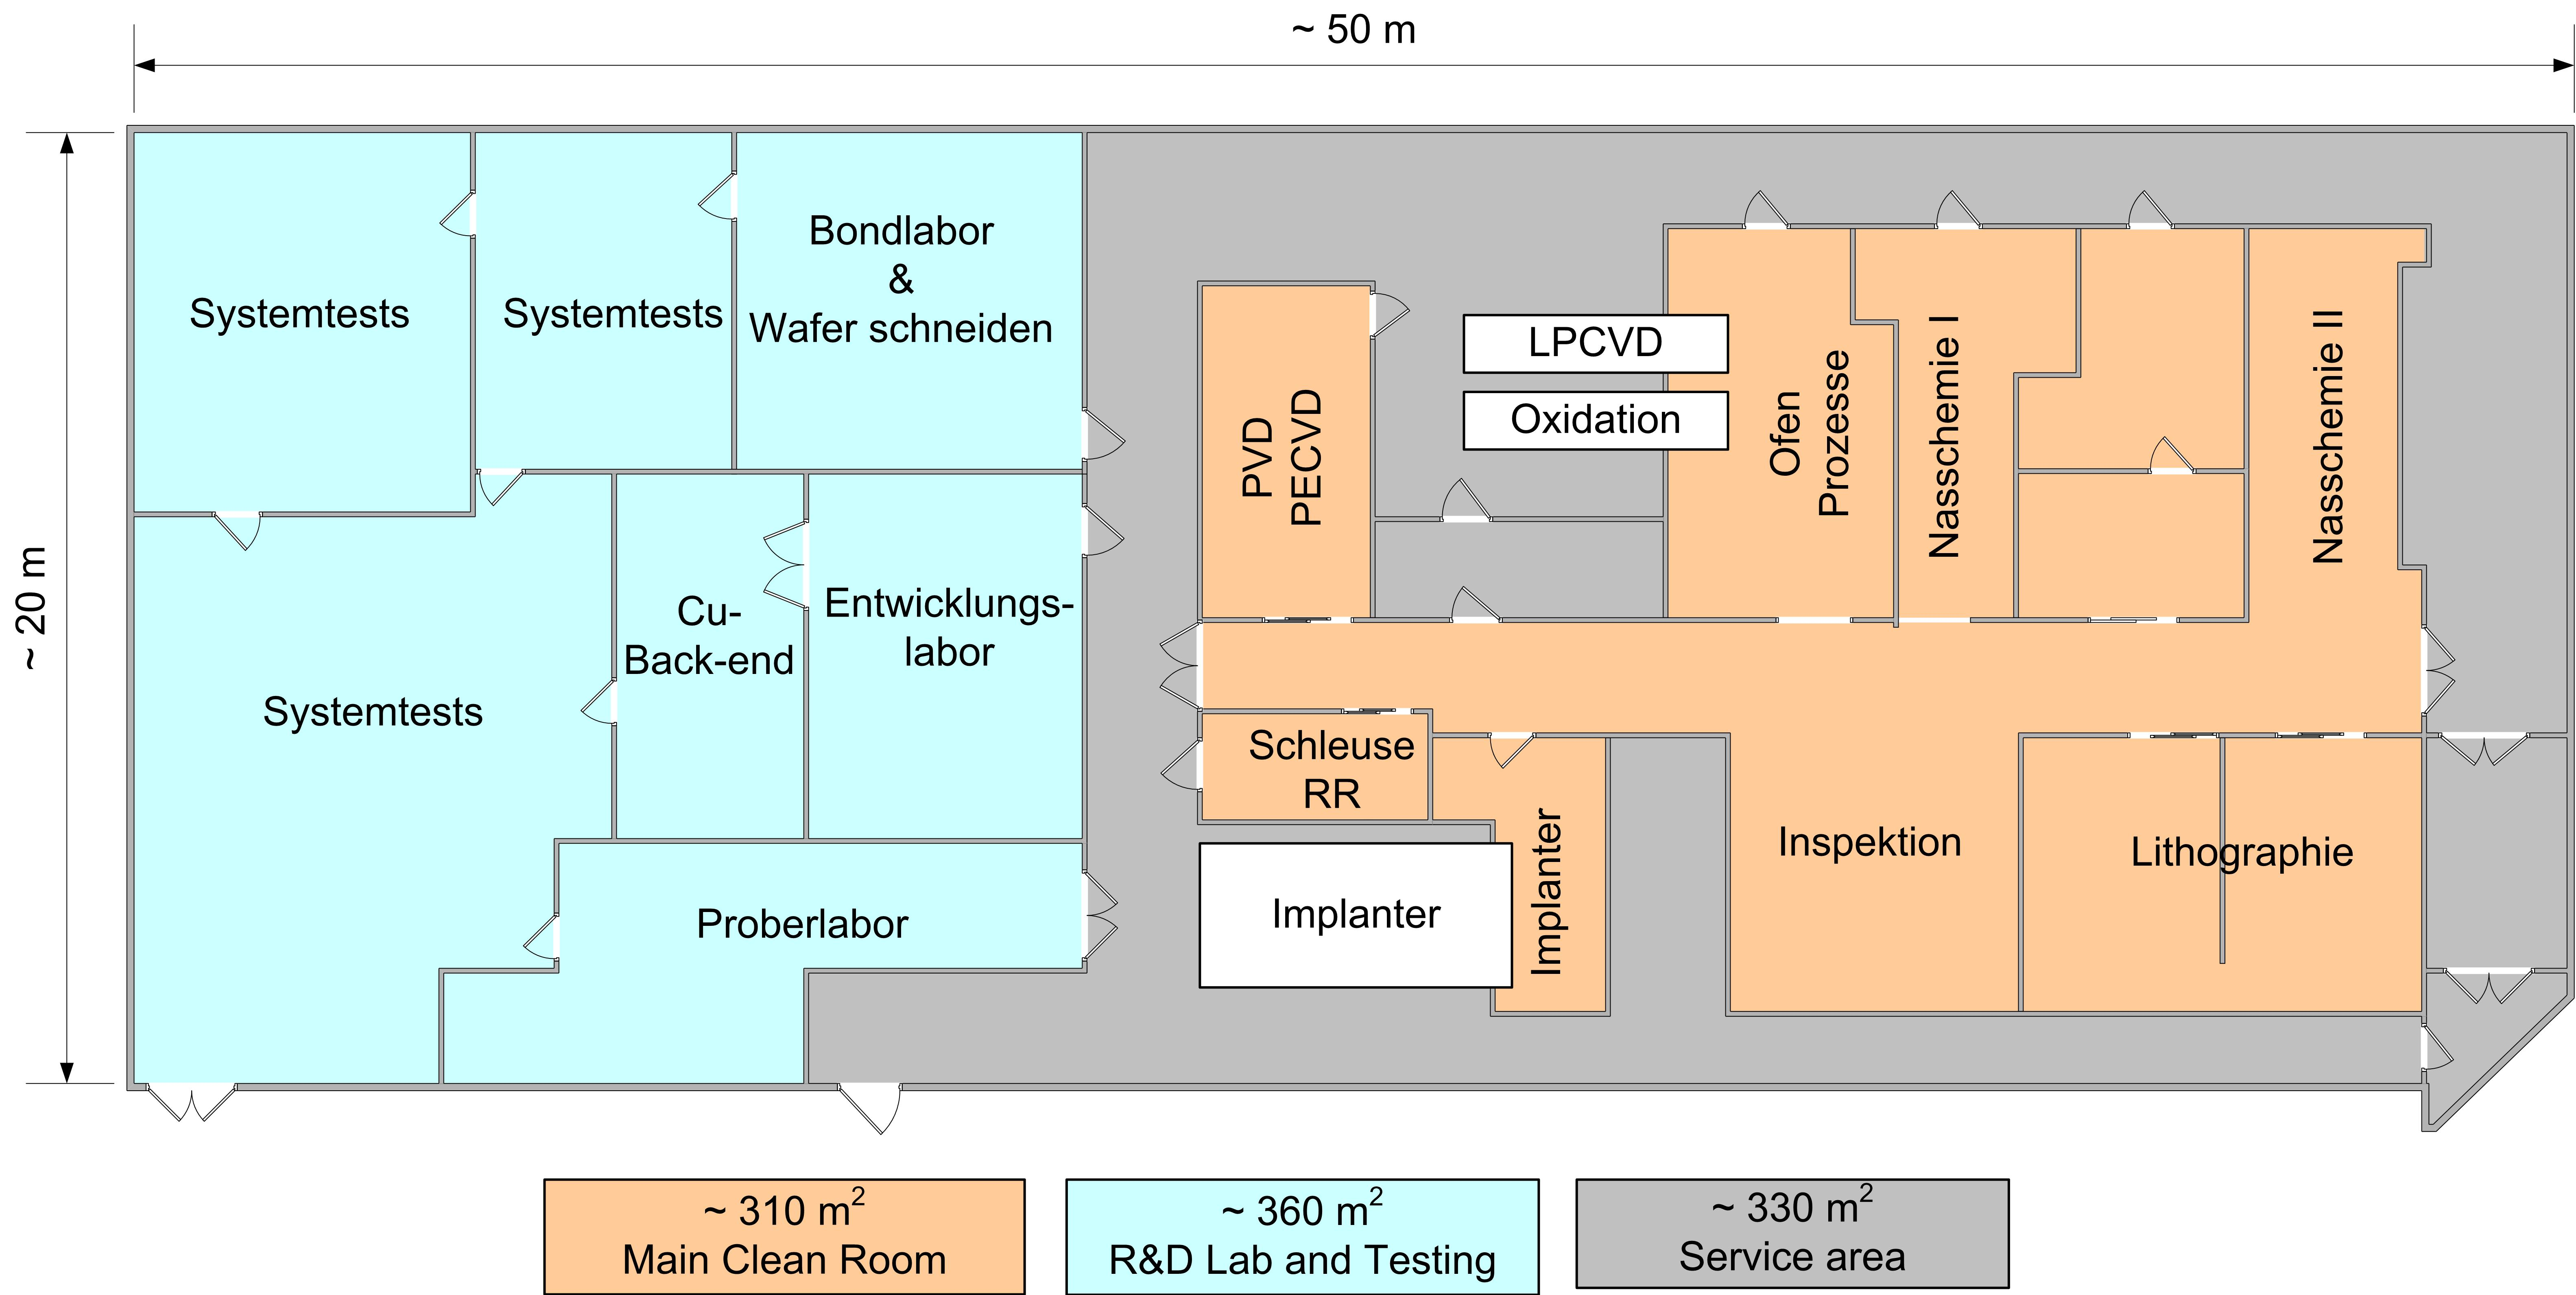 ~ 50 m
~ 20 m
Systemtests
Systemtests
Bondlabor
&
Wafer schneiden
Systemtests
Cu-
Back-end
Entwicklungs-
labor
Proberlabor
PVD
PECVD
LPCVD
Oxidation
Ofen
Prozesse
Nasschemie I
Nasschemie II
Schleuse
RR
Implanter
Implanter
Inspektion
Lithographie
~ 310 m²
Main Clean Room
~ 360 m²
R&D Lab and Testing
~ 330 m²
Service area